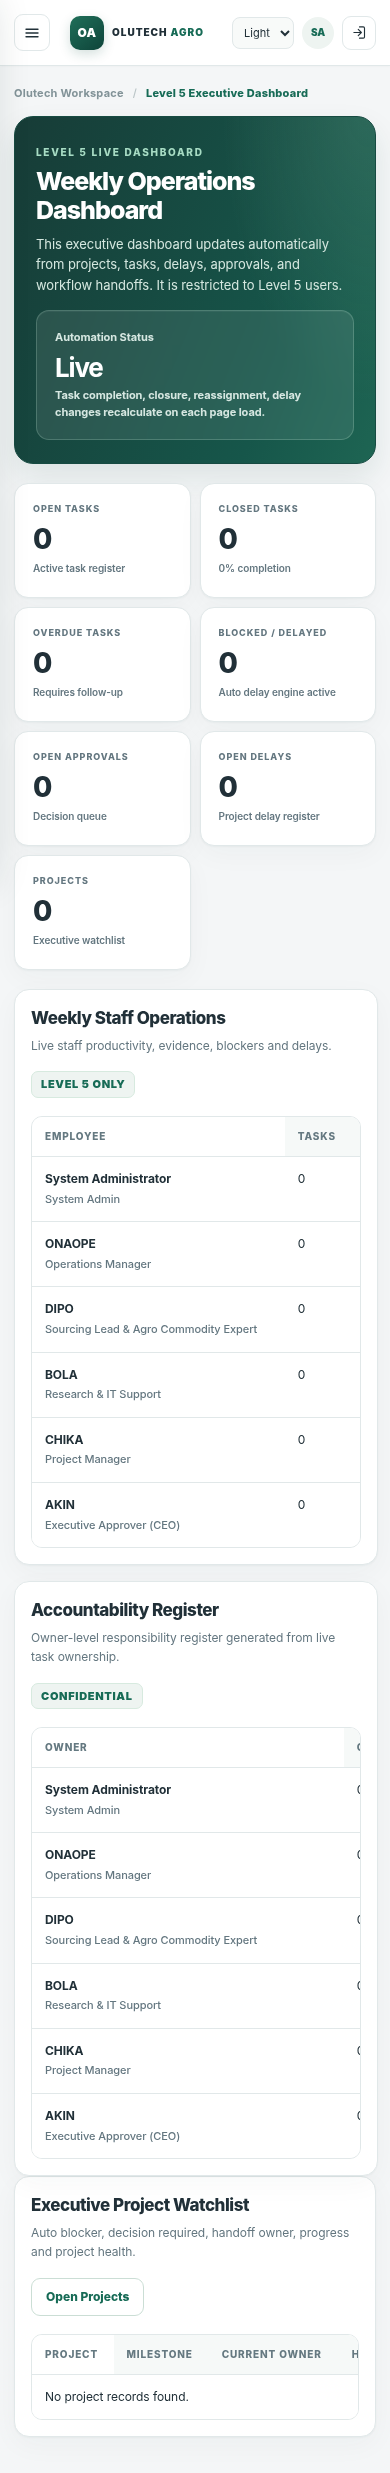 OA OLUTECH AGRO Light SA
Olutech Workspace / Level 5 Executive Dashboard
LEVEL 5 LIVE DASHBOARD
Weekly Operations
Dashboard
This executive dashboard updates automatically
from projects, tasks, delays, approvals, and
workflow handoffs. It is restricted to Level 5 users.
Automation Status
Live
Task completion, closure, reassignment, delay
changes recalculate on each page load.
OPEN TASKS
0
Active task register
CLOSED TASKS
0
0% completion
OVERDUE TASKS
0
Requires follow-up
BLOCKED / DELAYED
0
Auto delay engine active
OPEN APPROVALS
0
Decision queue
OPEN DELAYS
0
Project delay register
PROJECTS
0
Executive watchlist
Weekly Staff Operations
Live staff productivity, evidence, blockers and delays.
LEVEL 5 ONLY
EMPLOYEE TASKS
System Administrator 0
System Admin
ONAOPE 0
Operations Manager
DIPO 0
Sourcing Lead & Agro Commodity Expert
BOLA 0
Research & IT Support
CHIKA 0
Project Manager
AKIN 0
Executive Approver (CEO)
Accountability Register
Owner-level responsibility register generated from live
task ownership.
CONFIDENTIAL
OWNER
System Administrator
System Admin
ONAOPE
Operations Manager
DIPO
Sourcing Lead & Agro Commodity Expert
BOLA
Research & IT Support
CHIKA
Project Manager
AKIN
Executive Approver (CEO)
Executive Project Watchlist
Auto blocker, decision required, handoff owner, progress
and project health.
Open Projects
PROJECT MILESTONE CURRENT OWNER
No project records found.